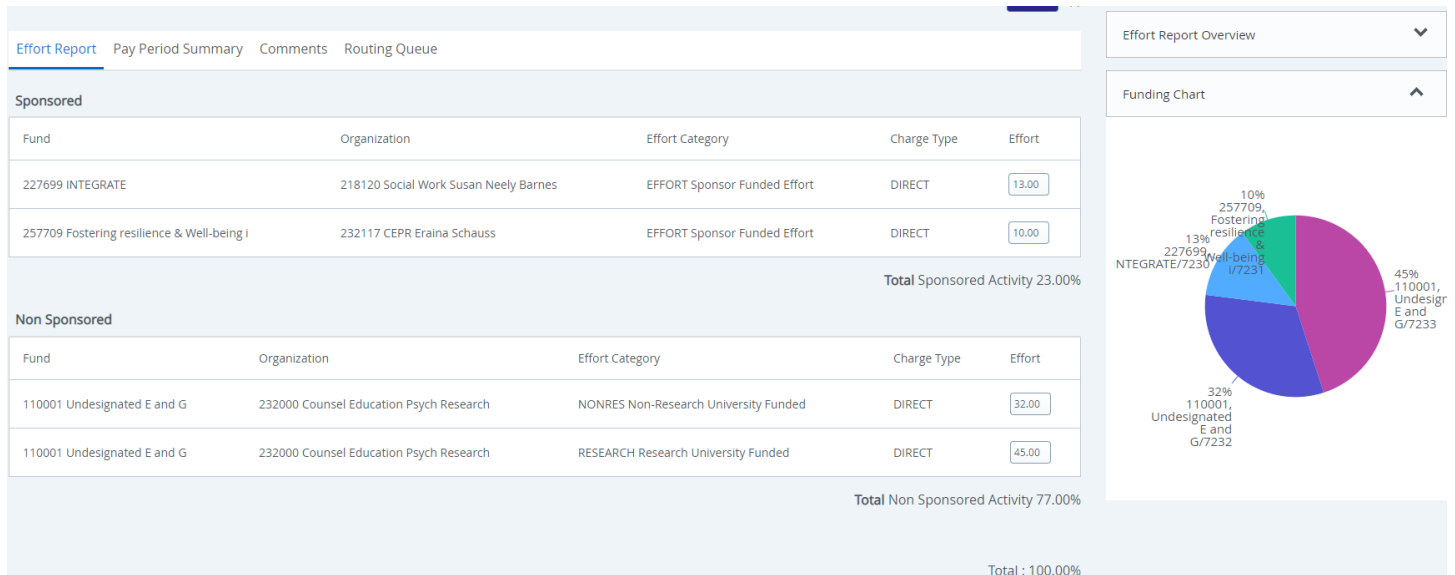 Effort Report Pay Period Summary Comments Routing Queue
Sponsored
Fund Organization Effort Category Charge Type Effort
227699 INTEGRATE 218120 Social Work Susan Neely Barnes EFFORT Sponsor Funded Effort DIRECT 13.00
257709 Fostering resilience & Well-being i 232117 CEPR Eraina Schauss EFFORT Sponsor Funded Effort DIRECT 10.00
Total Sponsored Activity 23.00%
Non Sponsored
Fund Organization Effort Category Charge Type Effort
110001 Undesignated E and G 232000 Counsel Education Psych Research NONRES Non-Research University Funded DIRECT 32.00
110001 Undesignated E and G 232000 Counsel Education Psych Research RESEARCH Research University Funded DIRECT 45.00
Total Non Sponsored Activity 77.00%
Total : 100.00%
Effort Report Overview
Funding Chart
10%
257709,
Fostering
resilience
&
Well-being
i/7231
13%
227699,
NTEGRATE/7230
45%
110001,
Undesigr
E and
G/7233
32%
110001,
Undesignated
E and
G/7232